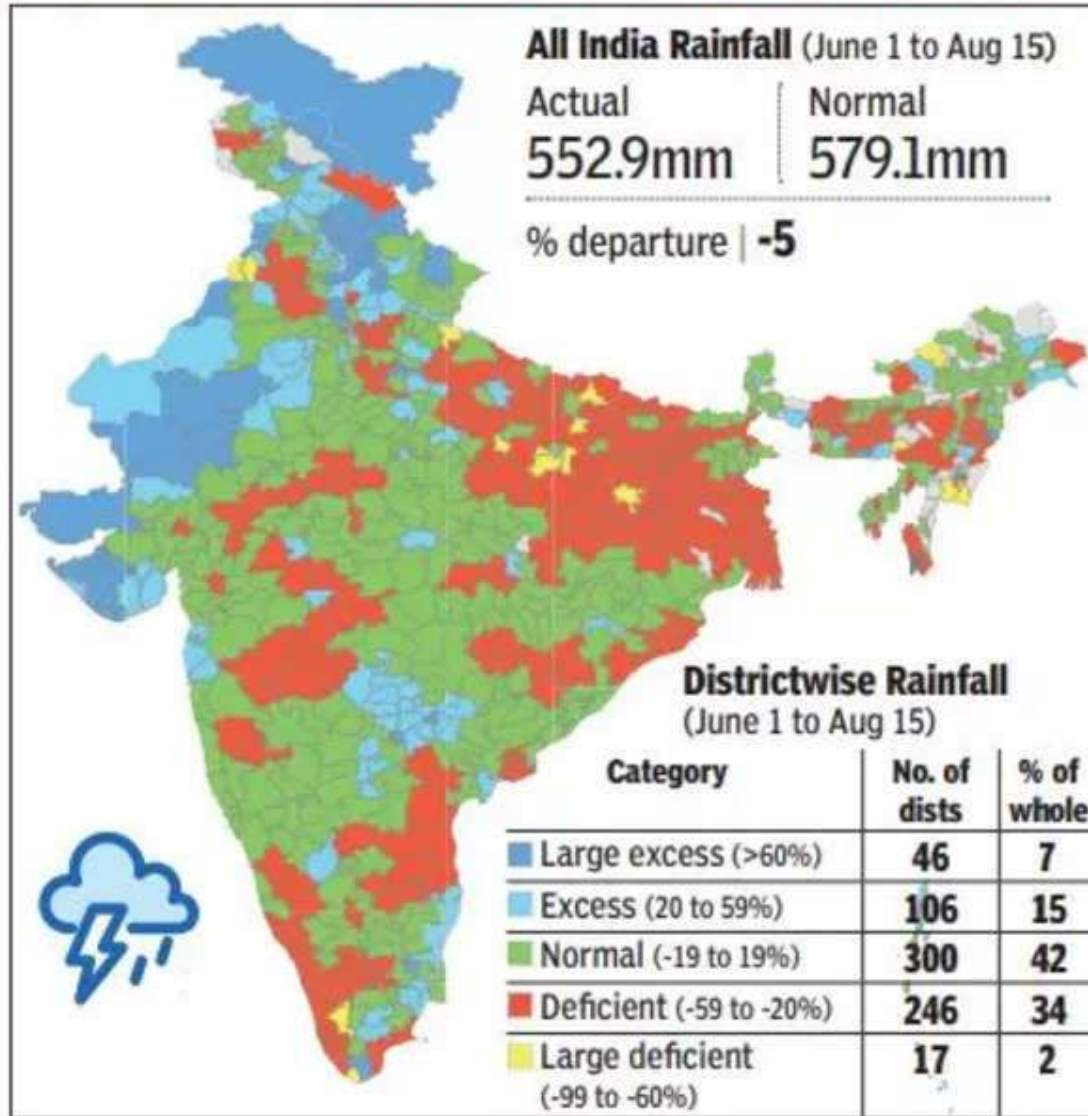 All India Rainfall (June 1 to Aug 15)
Actual Normal
552.9mm 579.1mm
% departure | -5
Districtwise Rainfall
(June 1 to Aug 15)
Category No. of dists % of whole
Large excess (>60%) 46 7
Excess (20 to 59%) 106 15
Normal (-19 to 19%) 300 42
Deficient (-59 to -20%) 246 34
Large deficient 17 2
(-99 to -60%)